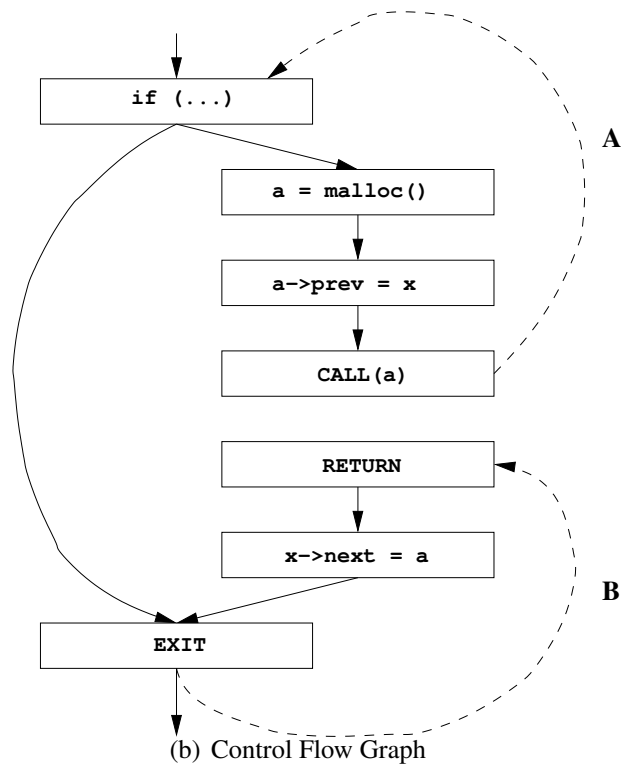 if (...)
A
a = malloc()
a->prev = x
CALL(a)
RETURN
x->next = a
B
EXIT
(b) Control Flow Graph